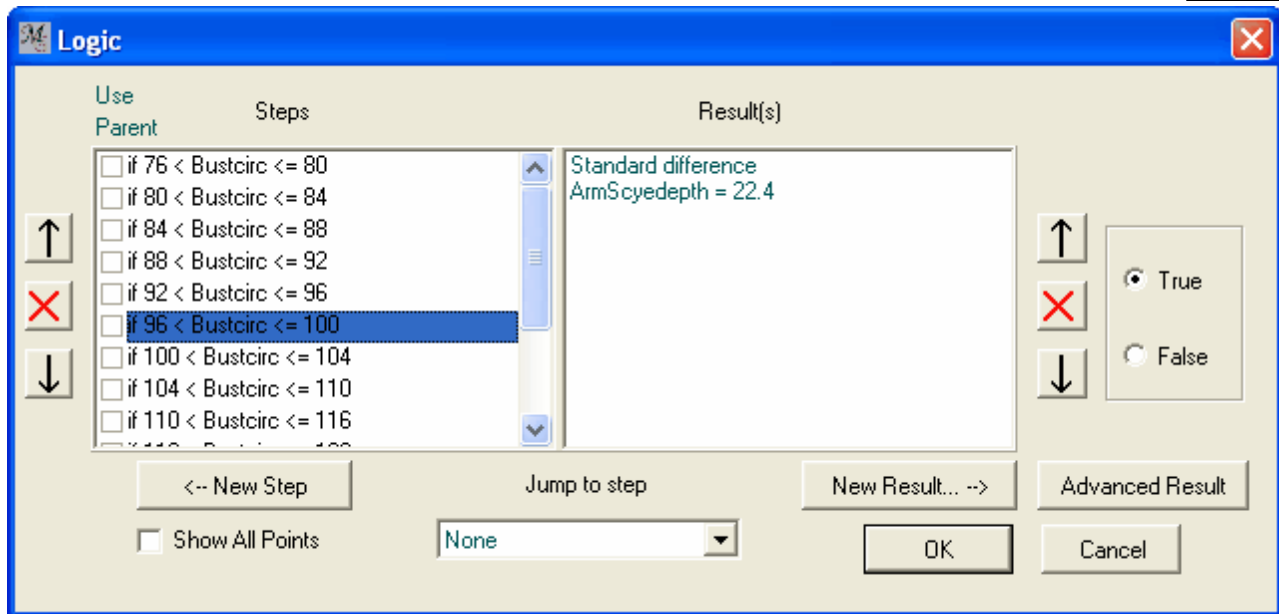 Logic
Use
Parent
Steps
Result(s)
if 76 < Bustcirc <= 80
if 80 < Bustcirc <= 84
if 84 < Bustcirc <= 88
if 88 < Bustcirc <= 92
if 92 < Bustcirc <= 96
if 96 < Bustcirc <= 100
if 100 < Bustcirc <= 104
if 104 < Bustcirc <= 110
if 110 < Bustcirc <= 116
Standard difference
ArmScyedepth = 22.4
True
False
<-- New Step
Jump to step
New Result... -->
Advanced Result
Show All Points
None
OK
Cancel